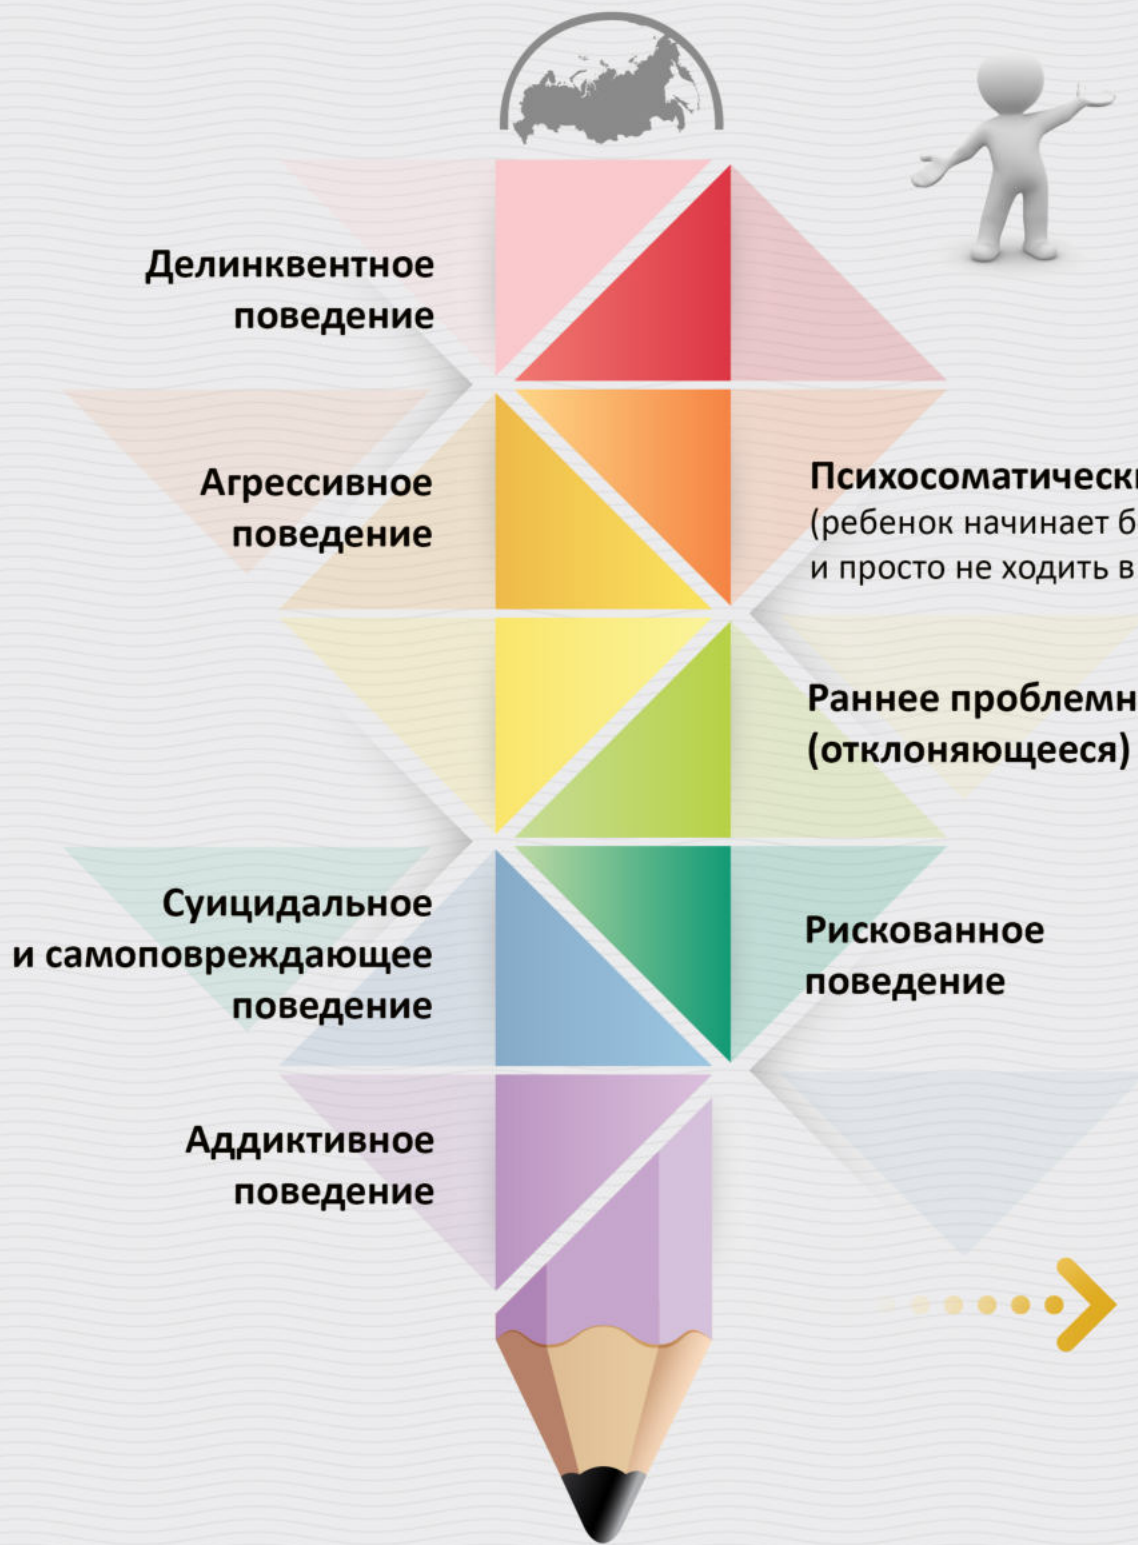 Делинквентное
поведение
Агрессивное
поведение
(ребенок начинает
и просто не ходить в
Раннее
(отклоняющееся)
Суицидальное
и самоповреждающее
поведение
Рискованное
поведение
Аддиктивное
поведение